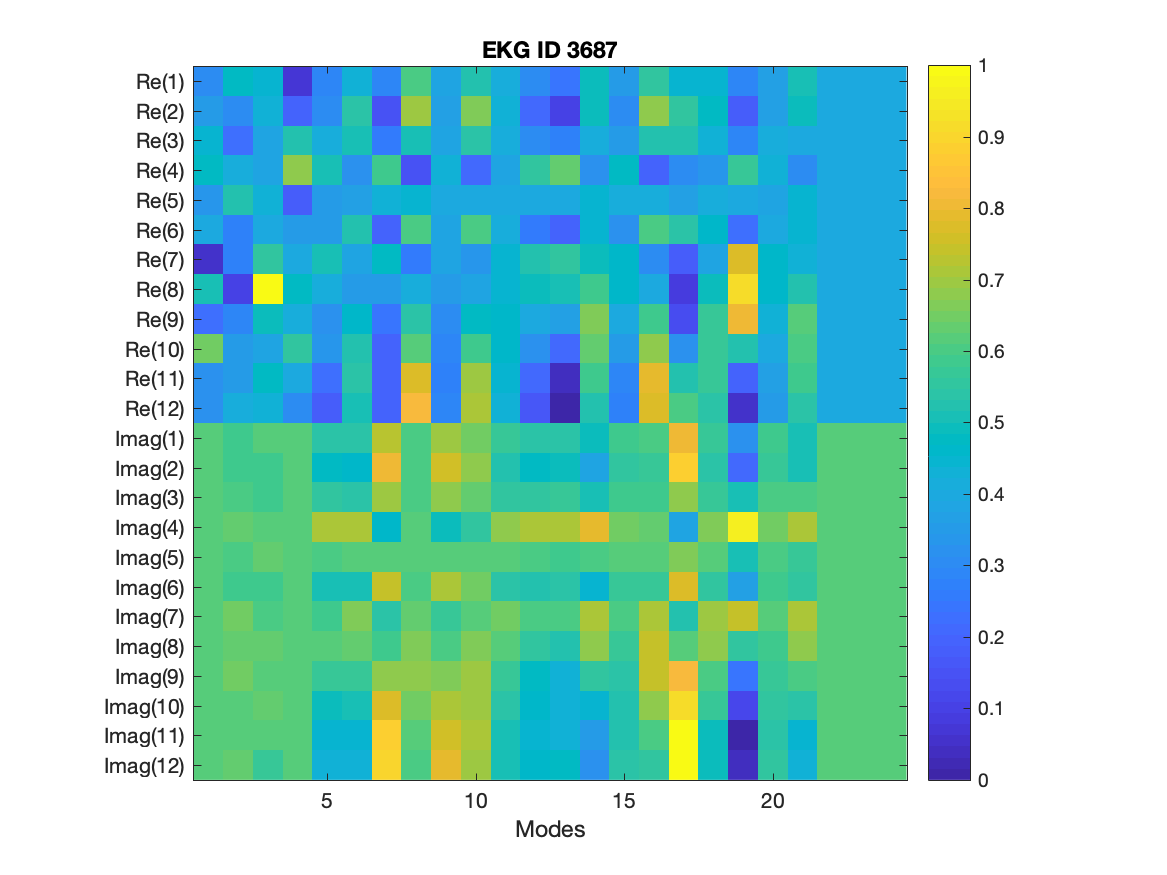 EKG ID 3687
Re(1)
Re(2)
Re(3)
Re(4)
Re(5)
Re(6)
Re(7)
Re(8)
Re(9)
Re(10)
Re(11)
Re(12)
Imag(1)
Imag(2)
Imag(3)
Imag(4)
Imag(5)
Imag(6)
Imag(7)
Imag(8)
Imag(9)
Imag(10)
Imag(11)
Imag(12)
5 10 15 20
Modes
1
0.9
0.8
0.7
0.6
0.5
0.4
0.3
0.2
0.1
0